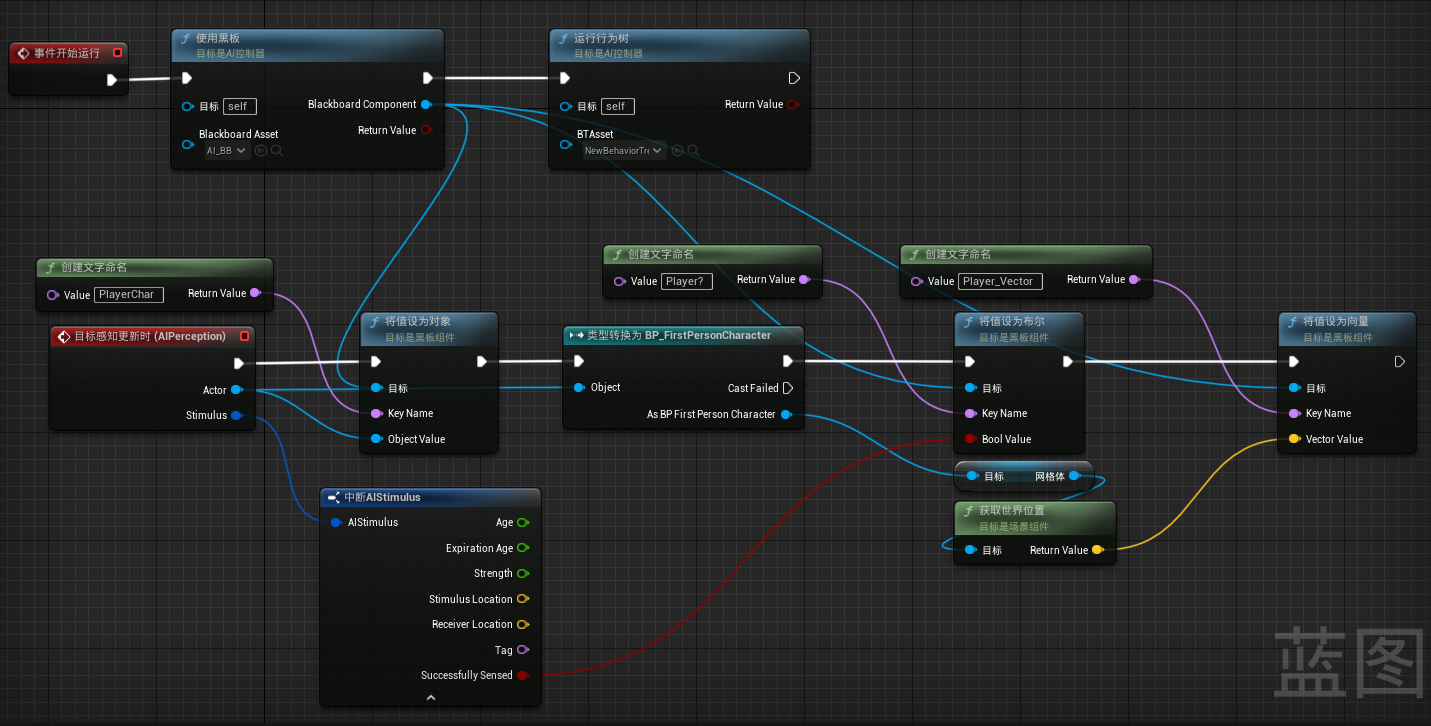 事件开始运行
使用黑板
目标是AI控制器
目标 self
Blackboard Component
Return Value
Blackboard Asset
AI_BB
运行行为树
目标是AI控制器
目标 self
Return Value
BTAsset
NewBehaviorTre
创建文字命名
Value PlayerChar
Return Value
创建文字命名
Value Player?
Return Value
创建文字命名
Value Player_Vector
Return Value
目标感知更新时 (AIPerception)
Actor
Stimulus
将值设为对象
目标是黑板组件
目标
Key Name
Object Value
类型转换为 BP_FirstPersonCharacter
Object
Cast Failed
As BP First Person Character
将值设为布尔
目标是黑板组件
目标
Key Name
Bool Value
将值设为向量
目标是黑板组件
目标
Key Name
Vector Value
目标 网格体
获取世界位置
目标是场景组件
目标 Return Value
中断AIStimulus
AIStimulus
Age
Expiration Age
Strength
Stimulus Location
Receiver Location
Tag
Successfully Sensed
蓝图